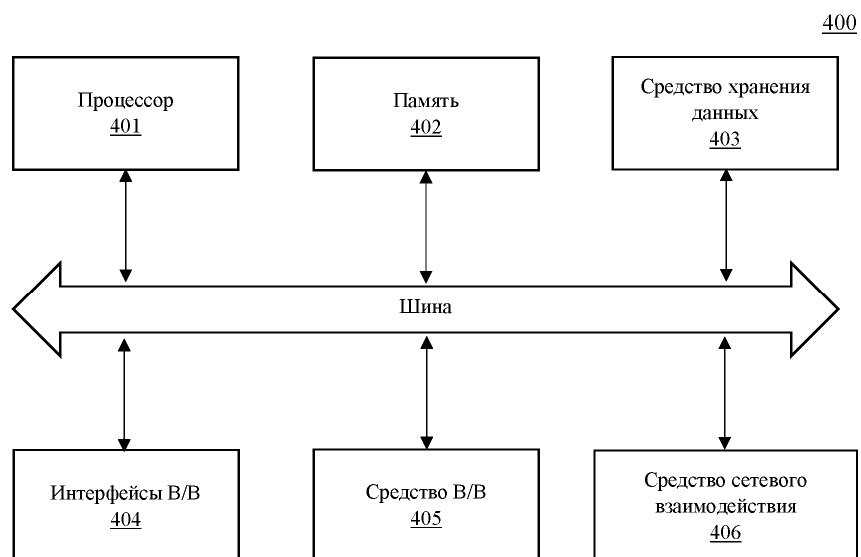 400
Процессор
401
Память
402
Средство хранения
данных
403
Шина
Интерфейсы В/В
404
Средство В/В
405
Средство сетевого
взаимодействия
406